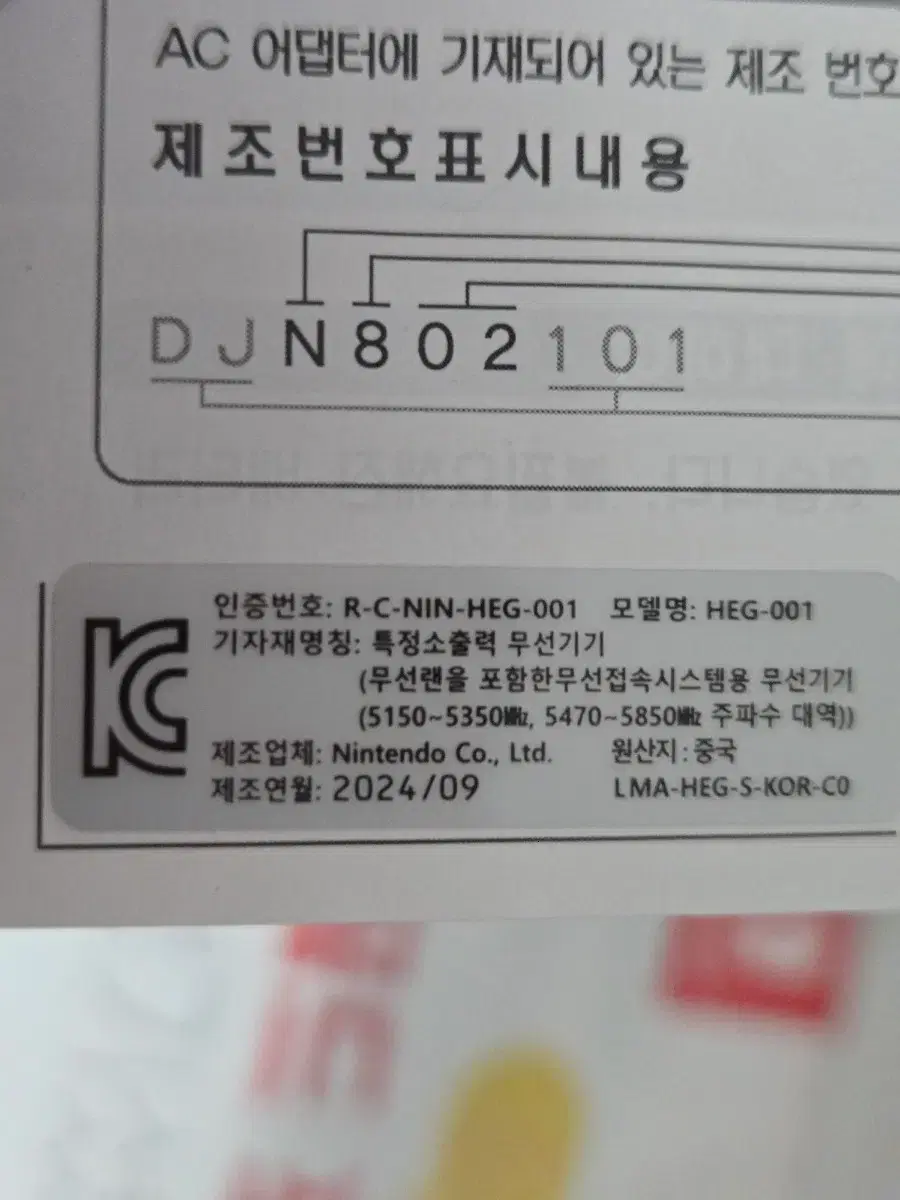 AC 어댑터에 기재되어 있는 제조 번호
제조번호표시내용
DJN802101
인증번호: R-C-NIN-HEG-001 모델명: HEG-001
기자재명칭: 특정소출력 무선기기
(무선랜을 포함한무선접속시스템용 무선기기
(5150~5350㎒, 5470~5850㎒ 주파수 대역))
제조업체: Nintendo Co., Ltd. 원산지 : 중국
제조연월: 2024/09 LMA-HEG-S-KOR-C0